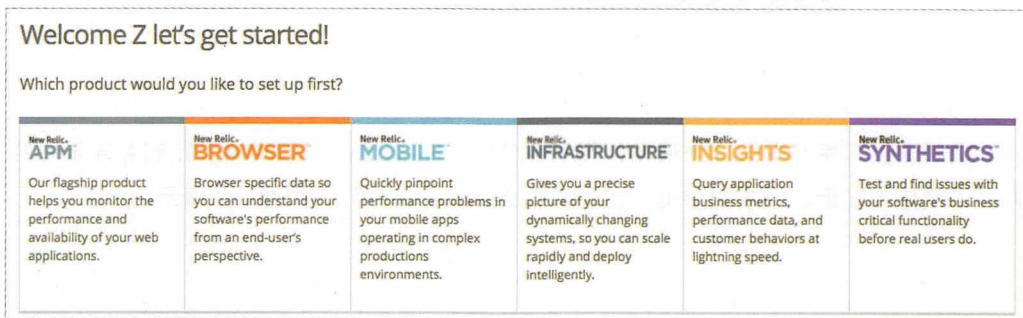 Welcome Z let's get started!
Which product would you like to set up first?
New Relic.
APM™
Our flagship product
helps you monitor the
performance and
availability of your web
applications.
New Relic.
BROWSER™
Browser specific data so
you can understand your
software's performance
from an end-user's
perspective.
New Relic.
MOBILE™
Quickly pinpoint
performance problems in
your mobile apps
operating in complex
productions
environments.
New Relic.
INFRASTRUCTURE
Gives you a precise
picture of your
dynamically changing
systems, so you can scale
rapidly and deploy
intelligently.
New Relic.
INSIGHTS™
Query application
business metrics,
performance data, and
customer behaviors at
lightning speed.
New Relic.
SYNTHETICS™
Test and find issues with
your software's business
critical functionality
before real users do.